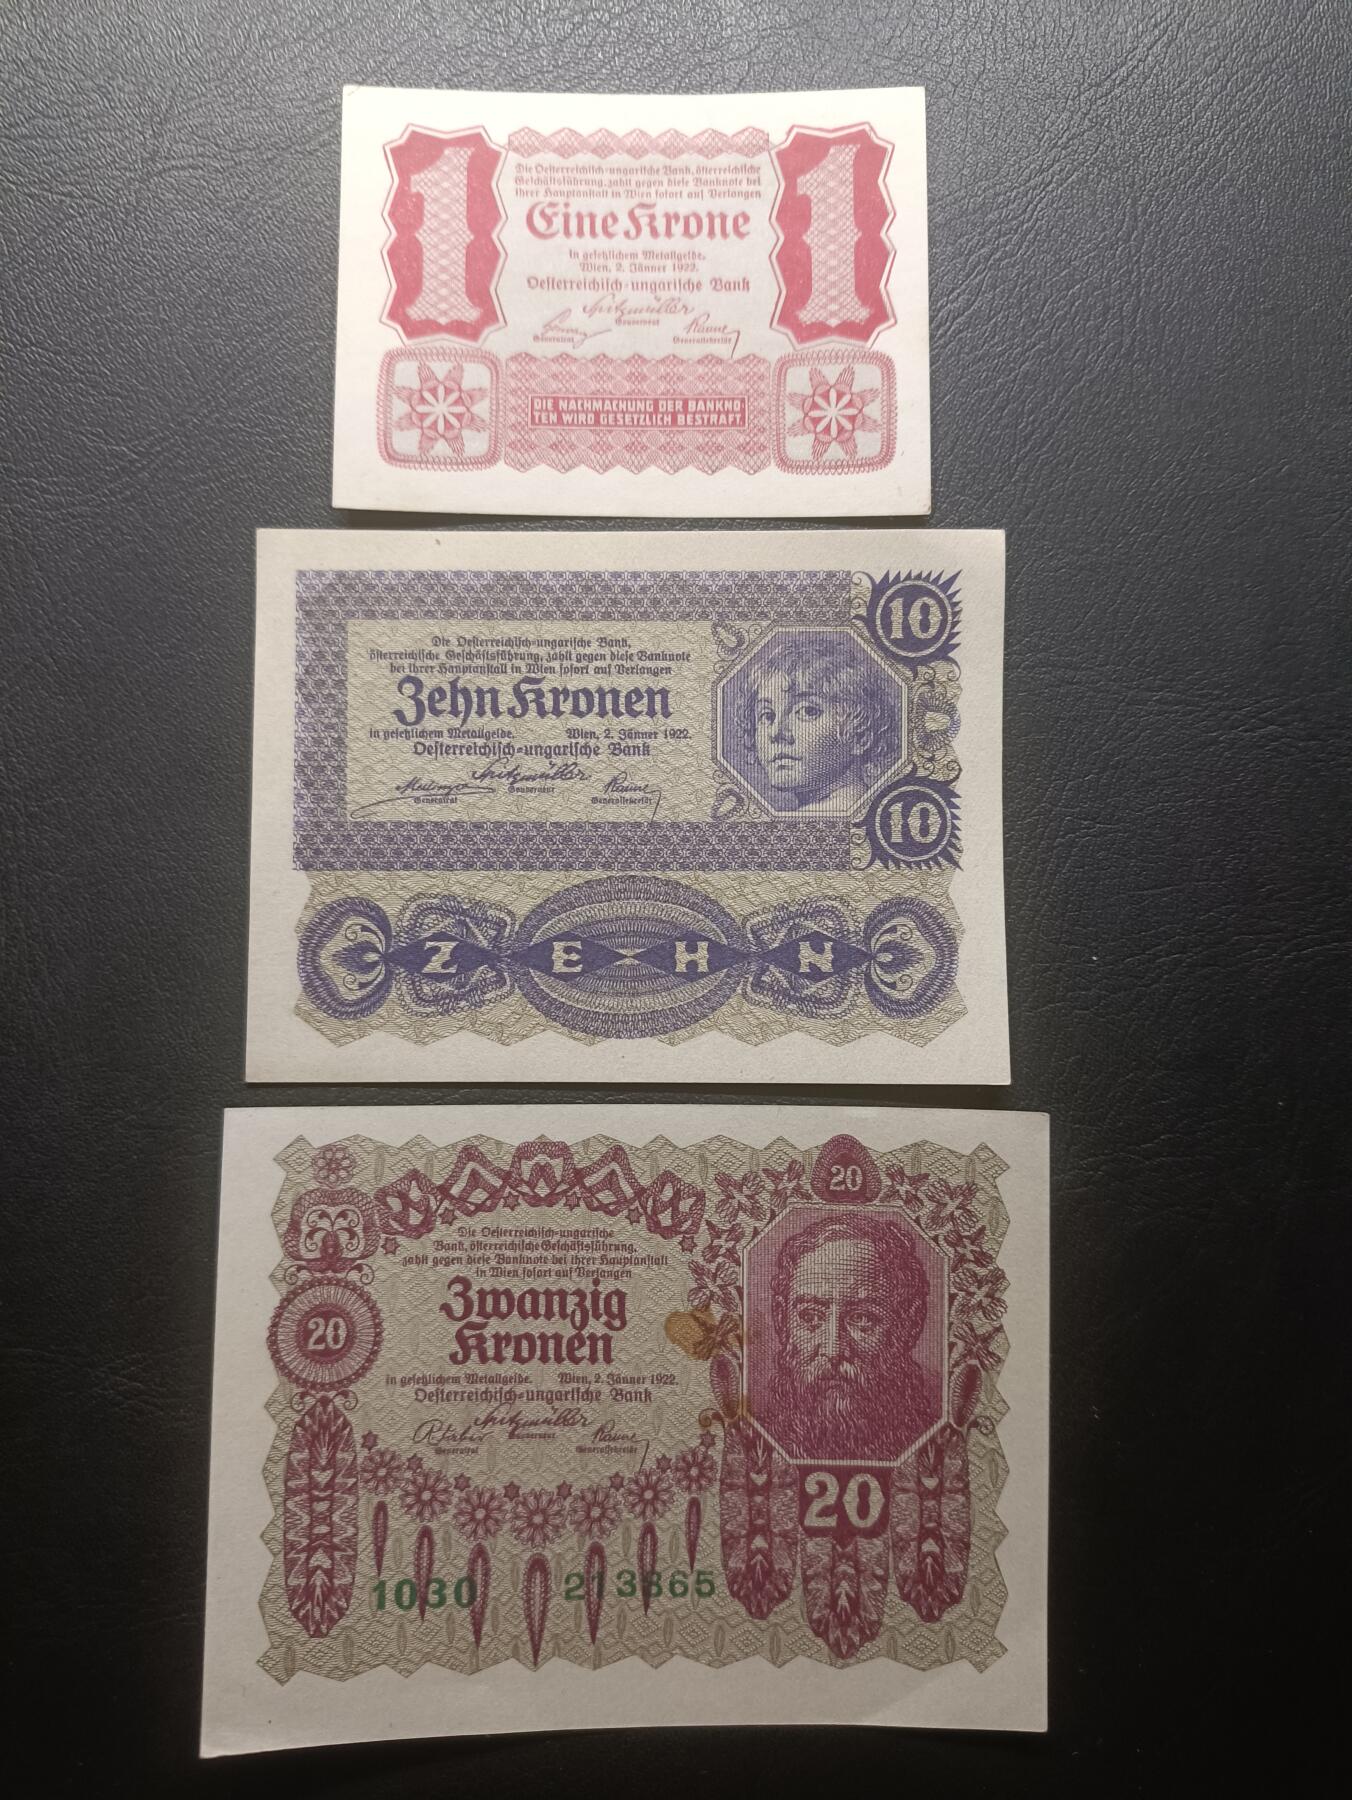 1
1
Die Oesterreichisch-ungarische Bank, österreichische
Geschäftsführung, zahlt gegen diese Banknote bei
ihrer Hauptanstalt in Wien sofort auf Verlangen
Eine Krone
in gesetzlichem Metallgelde.
Wien, 2. Jänner 1922.
Oesterreichisch-ungarische Bank
Spitzmüller
Gouverneur
Generalrat
Generalsekretär
DIE NACHMACHUNG DER BANKNO-
TEN WIRD GESETZLICH BESTRAFT.
10
Die Oesterreichisch-ungarische Bank,
österreichische Geschäftsführung, zahlt gegen diese Banknote
bei ihrer Hauptanstalt in Wien sofort auf Verlangen
Zehn Kronen
in gesetzlichem Metallgelde. Wien, 2. Jänner 1922.
Oesterreichisch-ungarische Bank
Spitzmüller
Generalrat Gouverneur Generalsekretär
10
ZEHN
20
Die Oesterreichisch-ungarische
Bank, österreichische Geschäftsführung,
zahlt gegen diese Banknote bei ihrer Hauptanstalt
in Wien sofort auf Verlangen
Zwanzig
Kronen
20
in gesetzlichem Metallgelde. Wien, 2. Jänner 1922.
Oesterreichisch-ungarische Bank
Spitzmüller
Generalrat Gouverneur Generalsekretär
20
1030 213865